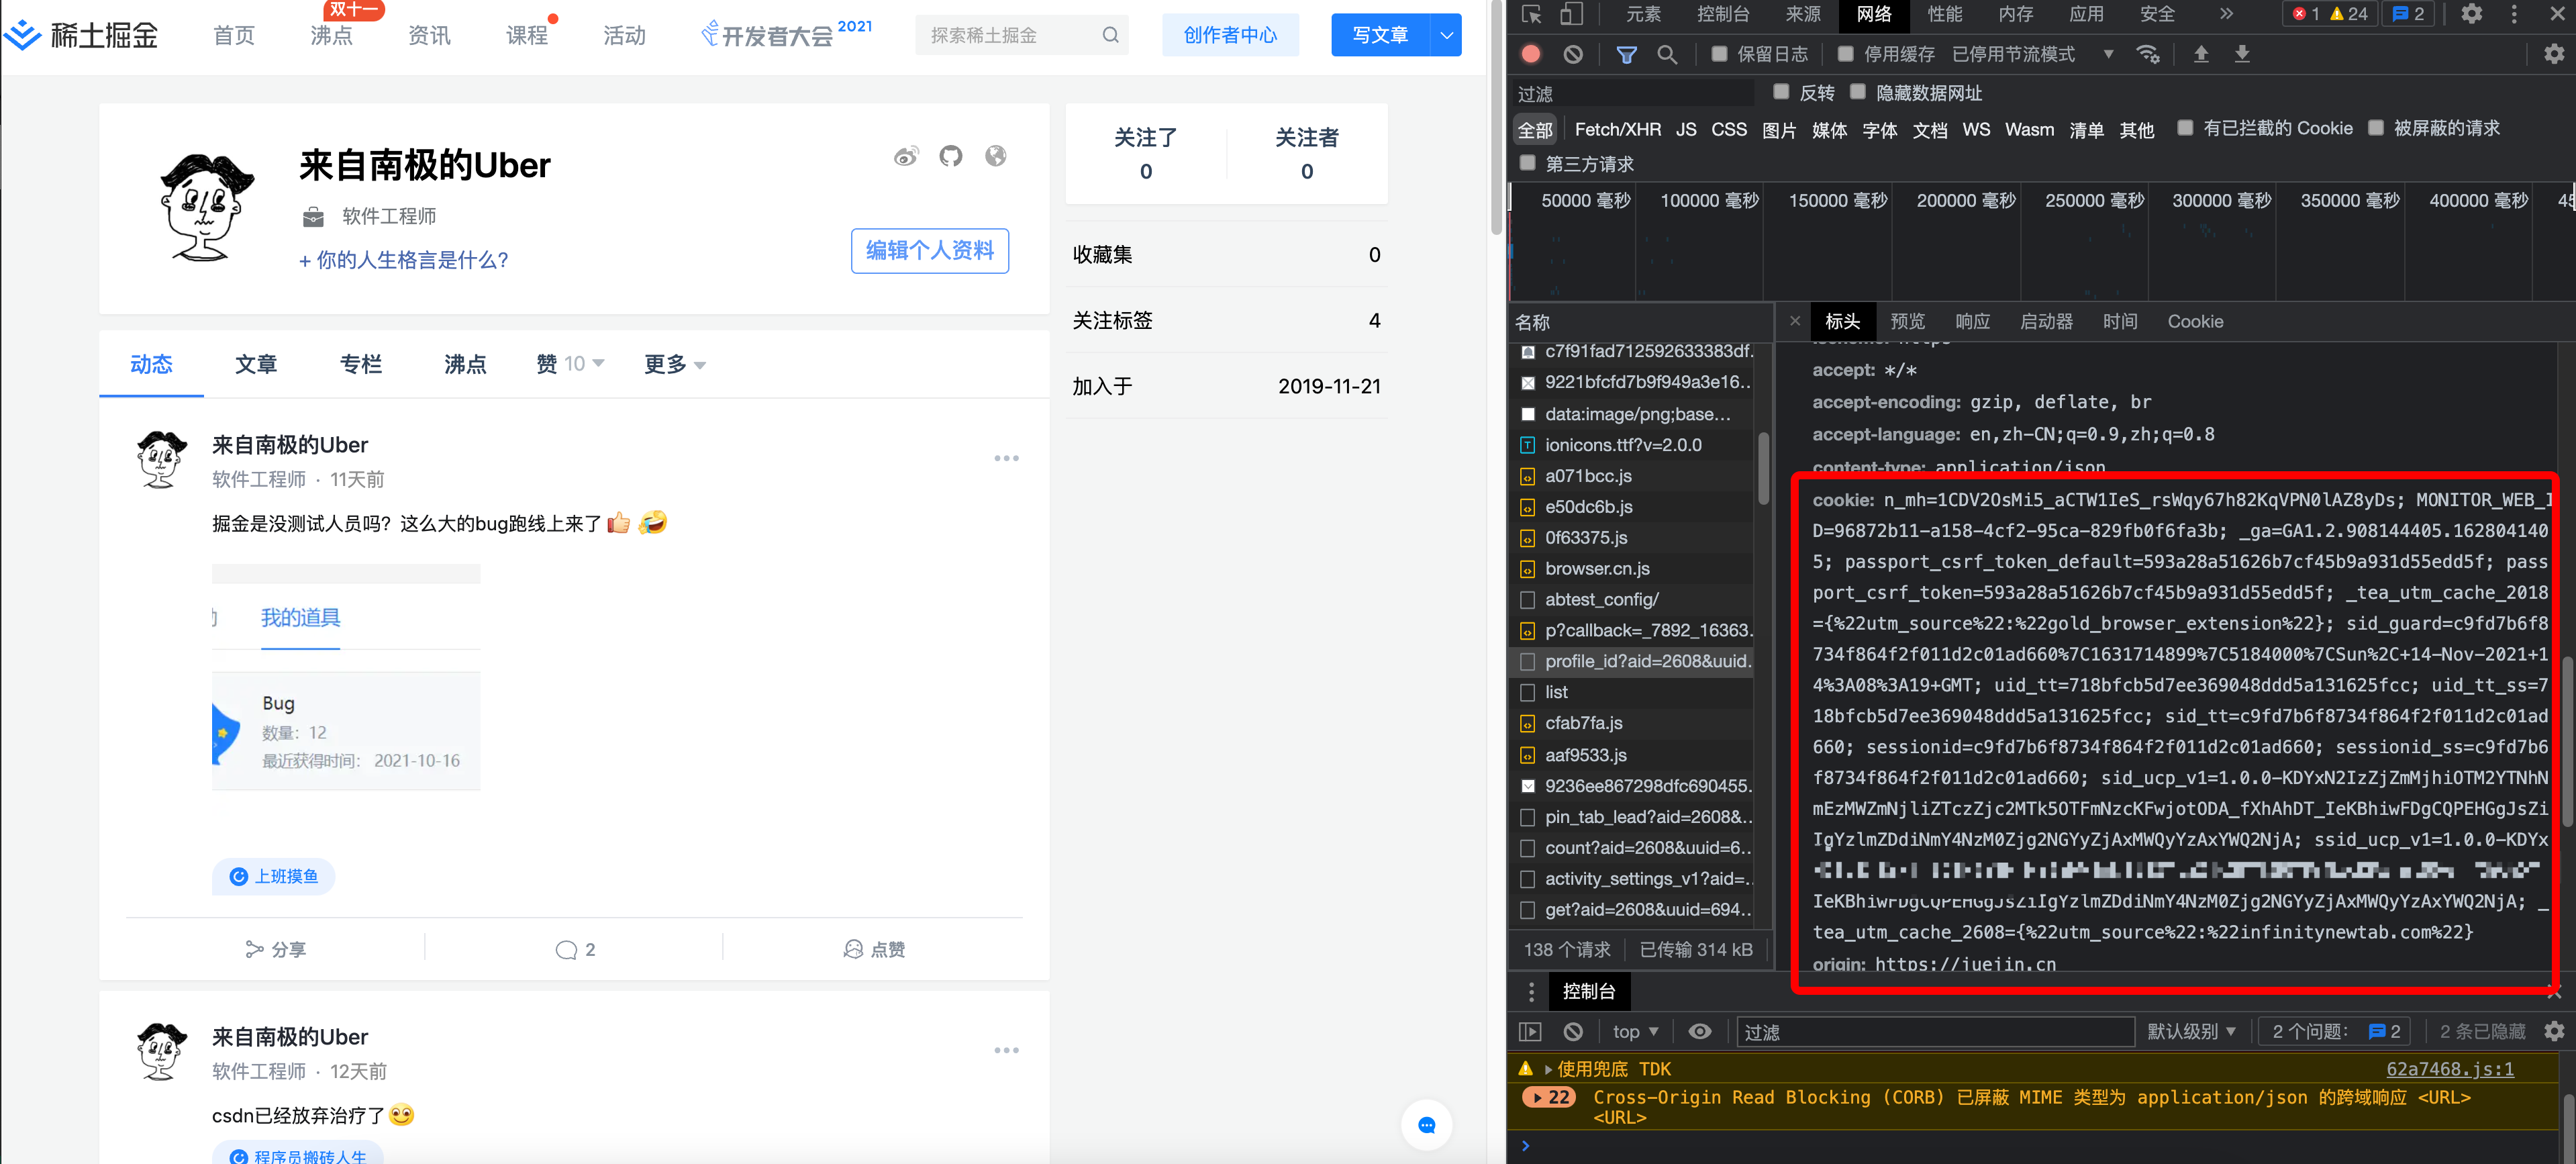 稀土掘金
首页
双十一
沸点
资讯
课程
活动
开发者大会 2021
探索稀土掘金
创作者中心
写文章
来自南极的Uber
软件工程师
+ 你的人生格言是什么?
编辑个人资料
关注了
0
关注者
0
收藏集 0
关注标签 4
加入于 2019-11-21
动态
文章
专栏
沸点
赞 10
更多
来自南极的Uber
软件工程师 · 11天前
掘金是没测试人员吗？这么大的bug跑线上来了👍🤣
我的道具
Bug
数量：12
最近获得时间： 2021-10-16
上班摸鱼
分享
2
点赞
来自南极的Uber
软件工程师 · 12天前
csdn已经放弃治疗了🙂
程序员搬砖人生
元素 控制台 来源 网络 性能 内存 应用 安全 » 1 24 2
保留日志 停用缓存 已停用节流模式
过滤 反转 隐藏数据网址
全部 Fetch/XHR JS CSS 图片 媒体 字体 文档 WS Wasm 清单 其他 有已拦截的 Cookie 被屏蔽的请求
第三方请求
50000 毫秒 100000 毫秒 150000 毫秒 200000 毫秒 250000 毫秒 300000 毫秒 350000 毫秒 400000 毫秒 45
名称
c7f91fad712592633383df.
9221bfcfd7b9f949a3e16..
data:image/png;base...
ionicons.ttf?v=2.0.0
a071bcc.js
e50dc6b.js
0f63375.js
browser.cn.js
abtest_config/
p?callback=_7892_16363.
profile_id?aid=2608&uuid.
list
cfab7fa.js
aaf9533.js
9236ee867298dfc690455.
pin_tab_lead?aid=2608&..
count?aid=2608&uuid=6..
activity_settings_v1?aid=..
get?aid=2608&uuid=694..
138 个请求 已传输 314 kB
标头 预览 响应 启动器 时间 Cookie
accept: */*
accept-encoding: gzip, deflate, br
accept-language: en,zh-CN;q=0.9,zh;q=0.8
content-type: application/json
cookie: n_mh=1CDV2OsMi5_aCTW1IeS_rsWqy67h82KqVPN0lAZ8yDs; MONITOR_WEB_I
D=96872b11-a158-4cf2-95ca-829fb0f6fa3b; _ga=GA1.2.908144405.162804140
5; passport_csrf_token_default=593a28a51626b7cf45b9a931d55edd5f; pass
port_csrf_token=593a28a51626b7cf45b9a931d55edd5f; _tea_utm_cache_2018
={%22utm_source%22:%22gold_browser_extension%22}; sid_guard=c9fd7b6f8
734f864f2f011d2c01ad660%7C1631714899%7C5184000%7CSun%2C+14-Nov-2021+1
4%3A08%3A19+GMT; uid_tt=718bfcb5d7ee369048ddd5a131625fcc; uid_tt_ss=7
18bfcb5d7ee369048ddd5a131625fcc; sid_tt=c9fd7b6f8734f864f2f011d2c01ad
660; sessionid=c9fd7b6f8734f864f2f011d2c01ad660; sessionid_ss=c9fd7b6
f8734f864f2f011d2c01ad660; sid_ucp_v1=1.0.0-KDYxN2IzZjZmMjhiOTM2YTNhN
mEzMWZmNjliZTczZjc2MTk5OTFmNzcKFwjotODA_fXhAhDT_IeKBhiwFDgCQPEHGgJsZi
IgYzlmZDdiNmY4NzM0Zjg2NGYyZjAxMWQyYzAxYWQ2NjA; ssid_ucp_v1=1.0.0-KDYx
IeKBhiwFDgCQPEHGgJsZiIgYzlmZDdiNmY4NzM0Zjg2NGYyZjAxMWQyYzAxYWQ2NjA; _
tea_utm_cache_2608={%22utm_source%22:%22infinitynewtab.com%22}
origin: https://juejin.cn
控制台
top 过滤 默认级别 2 个问题： 2 2 条已隐藏
使用兜底 TDK 62a7468.js:1
22 Cross-Origin Read Blocking (CORB) 已屏蔽 MIME 类型为 application/json 的跨域响应 <URL>
<URL>